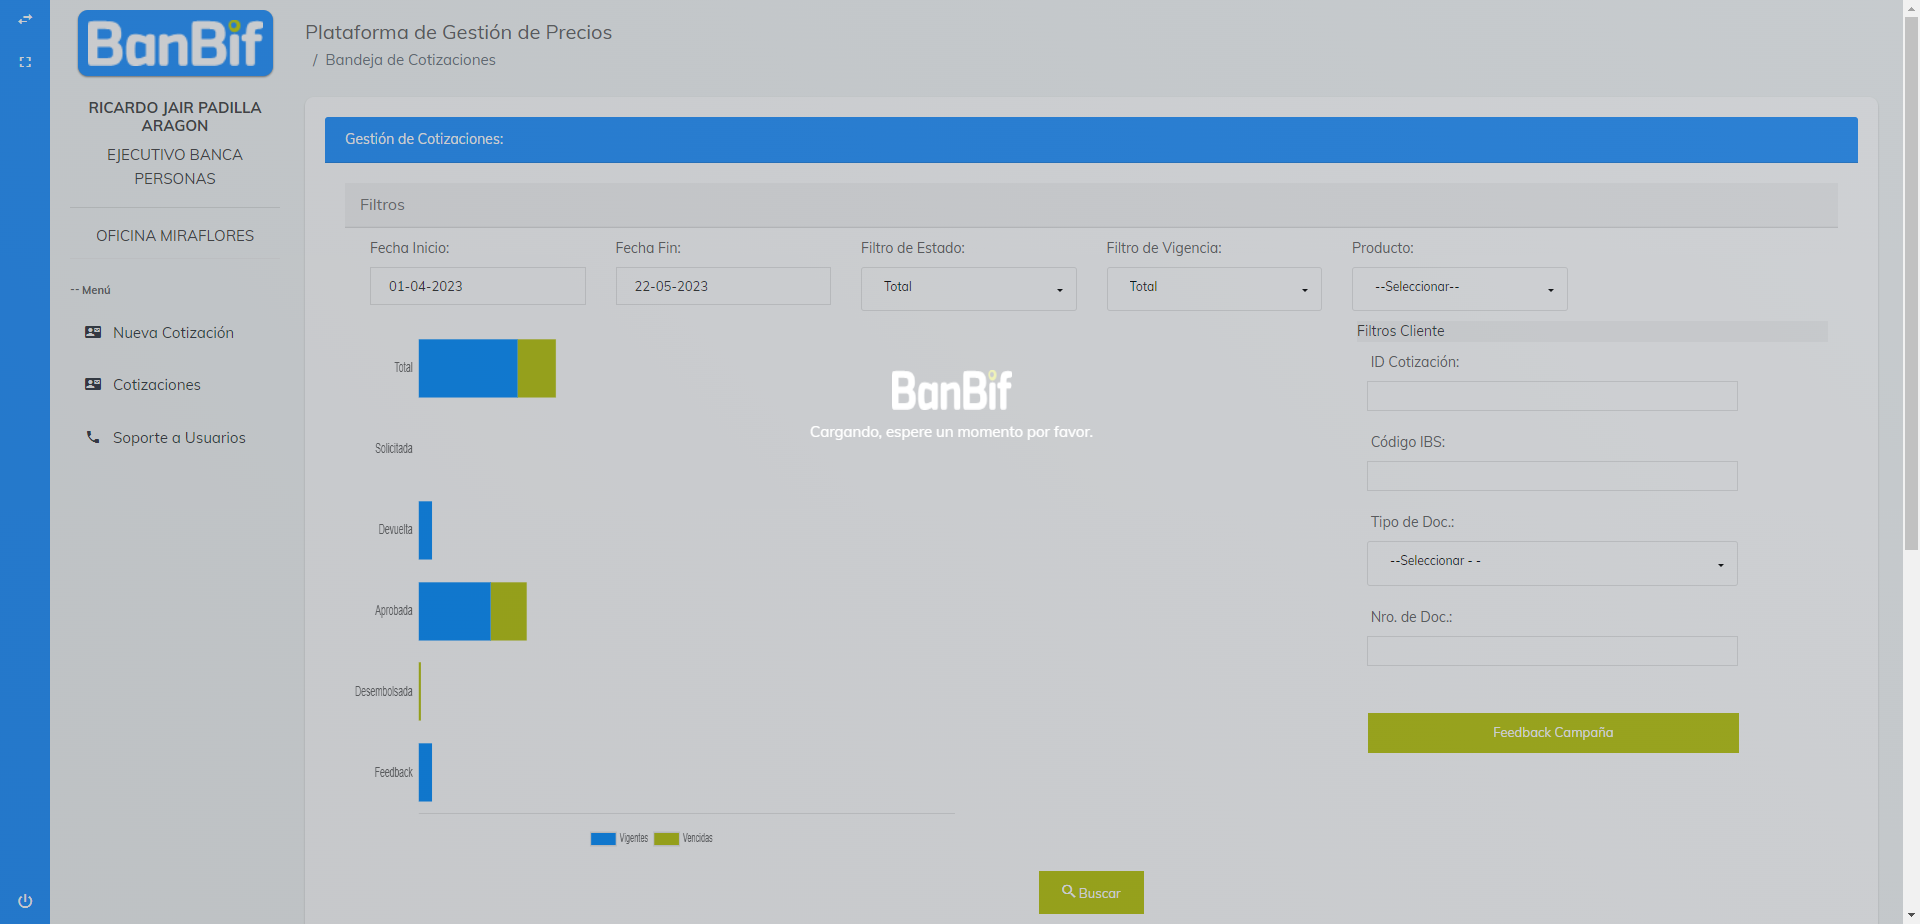 BanBif
RICARDO JAIR PADILLA
ARAGON
EJECUTIVO BANCA
PERSONAS
OFICINA MIRAFLORES
-- Menú
Nueva Cotización
Cotizaciones
Soporte a Usuarios
Plataforma de Gestión de Precios
/ Bandeja de Cotizaciones
Gestión de Cotizaciones:
Filtros
Fecha Inicio: Fecha Fin: Filtro de Estado: Filtro de Vigencia: Producto:
01-04-2023 22-05-2023 Total Total --Seleccionar--
Total
Solicitada
Devuelta
Aprobada
Desembolsada
Feedback
Vigentes Vencidas
BanBif
Cargando, espere un momento por favor.
Filtros Cliente
ID Cotización:
Código IBS:
Tipo de Doc.:
--Seleccionar - -
Nro. de Doc.:
Feedback Campaña
Buscar